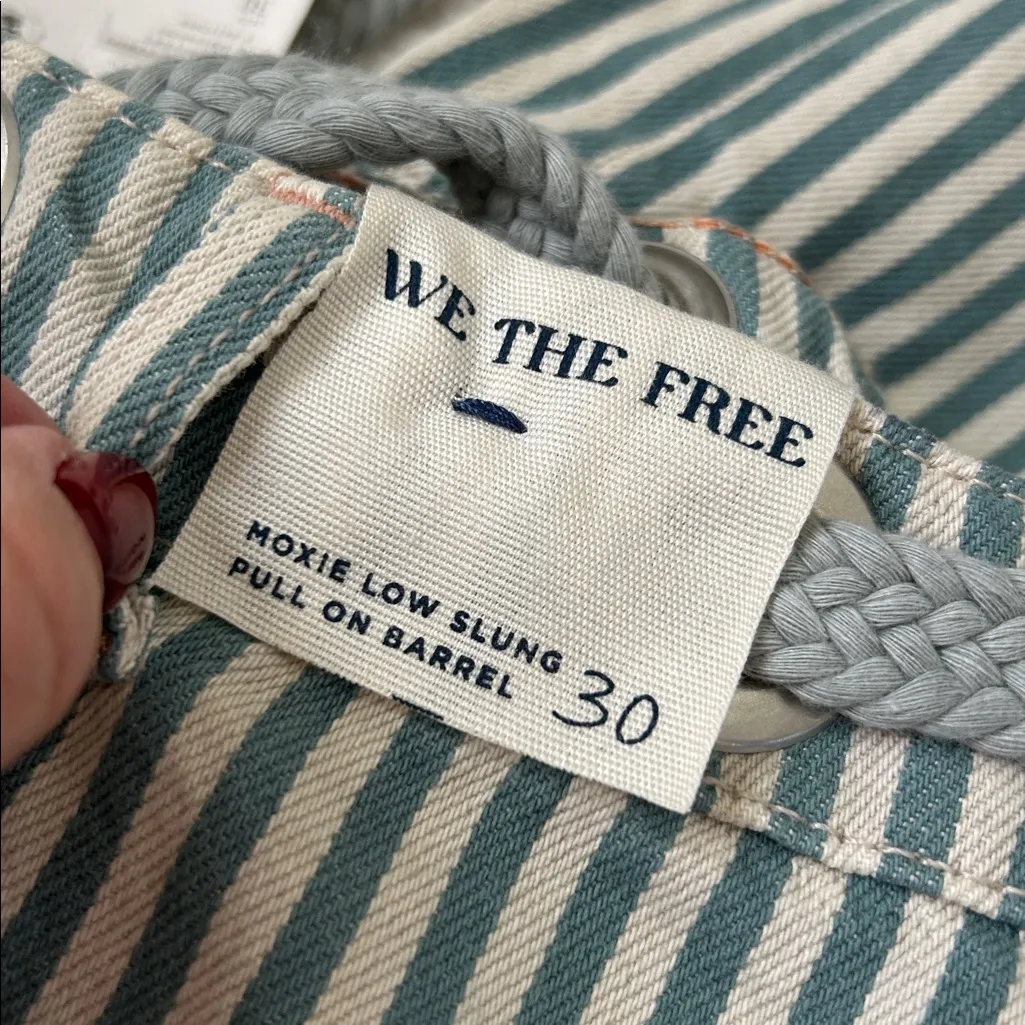 WE THE FREE
MOXIE LOW SLUNG
PULL ON BARREL
30